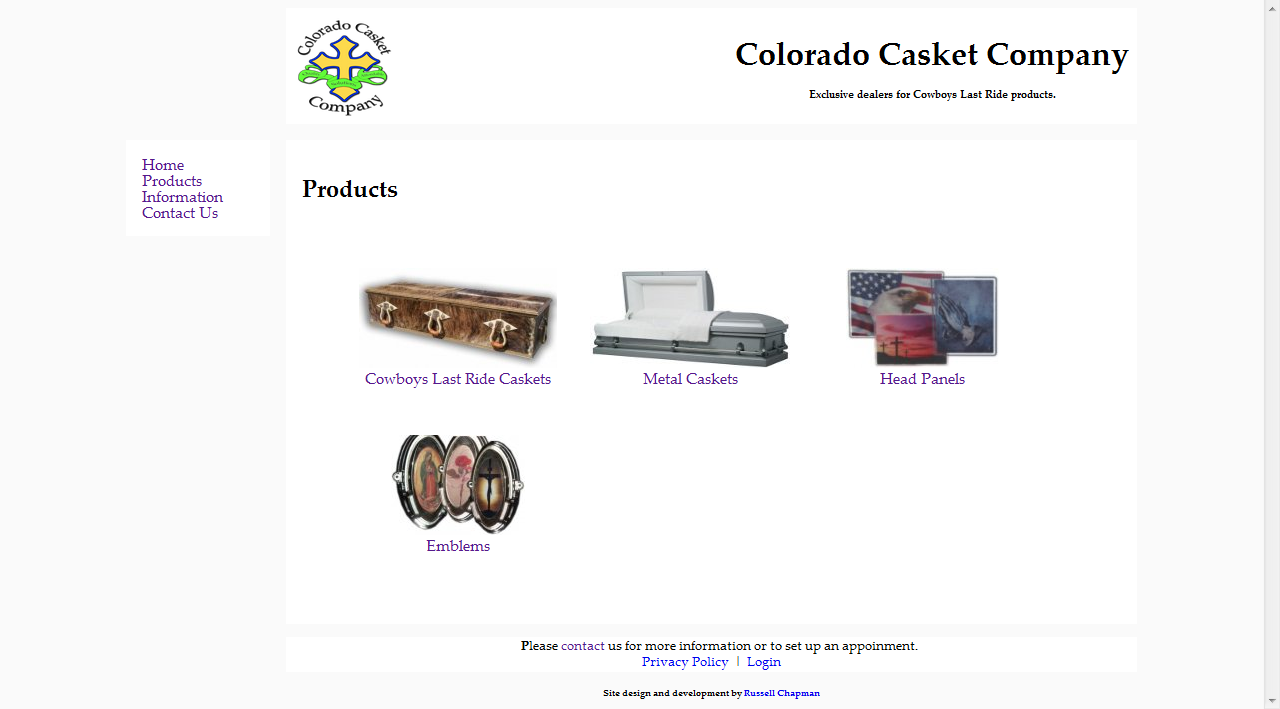 Colorado Casket
Company
Colorado Casket Company
Exclusive dealers for Cowboys Last Ride products.
Home
Products
Information
Contact Us
Products
Cowboys Last Ride Caskets
Metal Caskets
Head Panels
Emblems
Please contact us for more information or to set up an appoinment.
Privacy Policy | Login
Site design and development by Russell Chapman